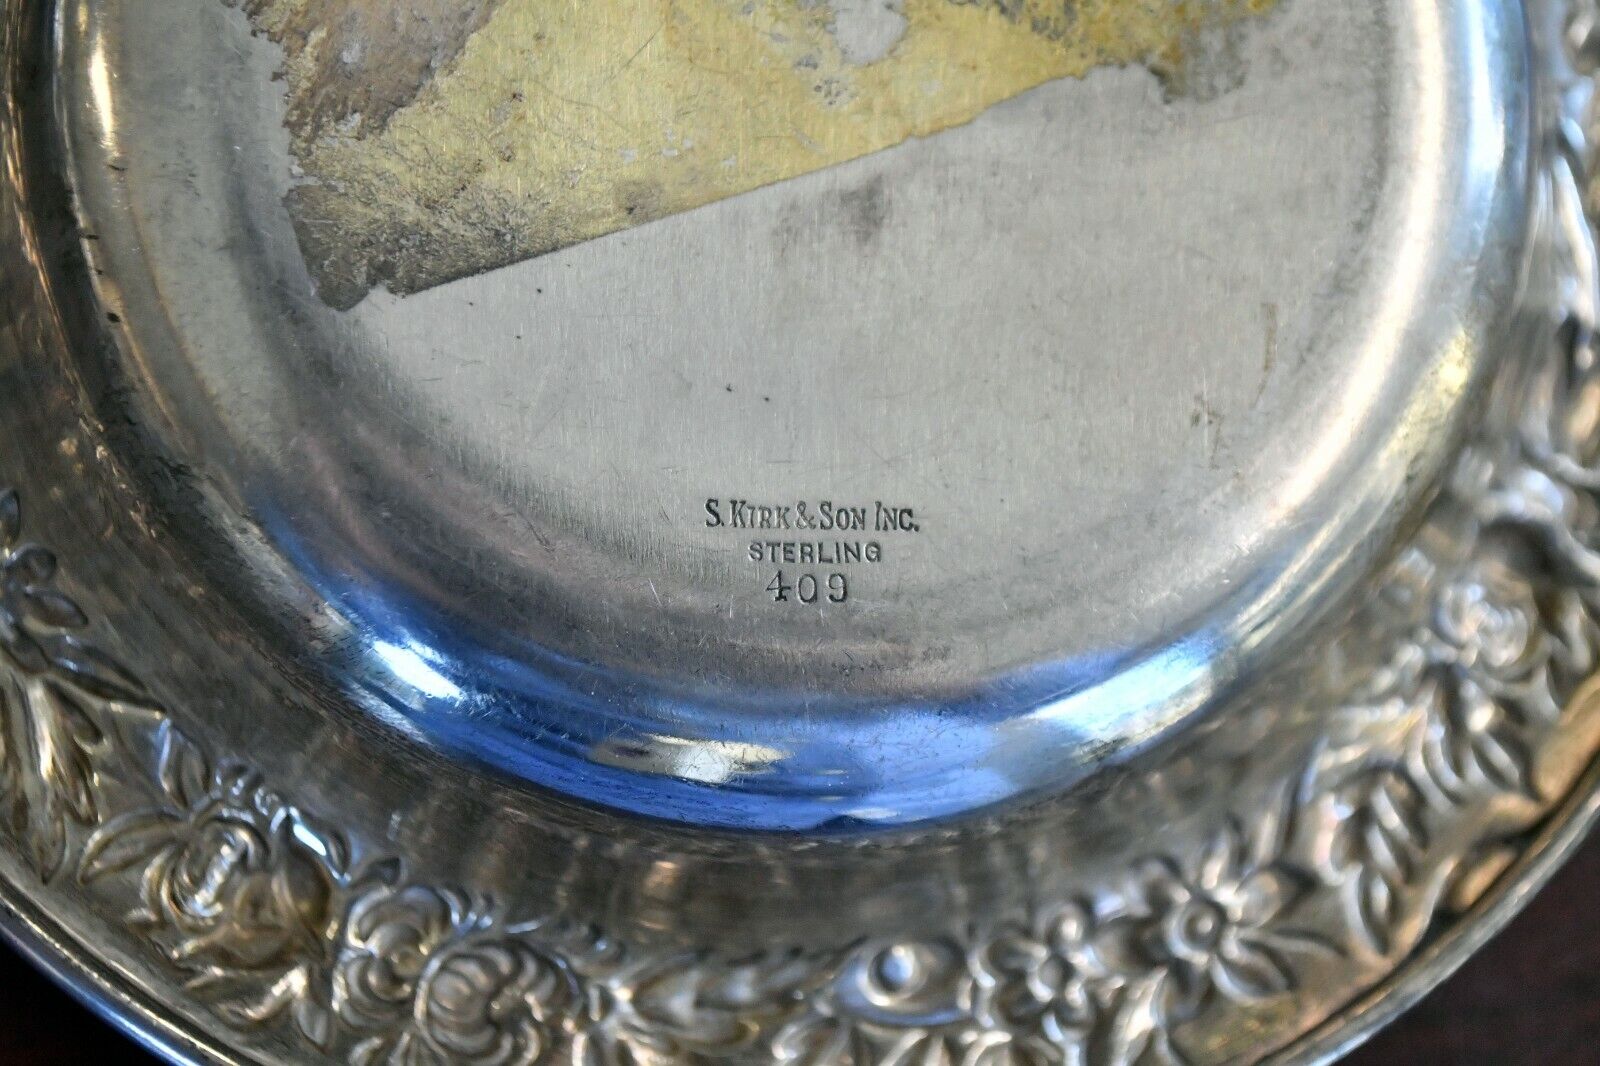 S. KIRK & SON INC.
STERLING
409